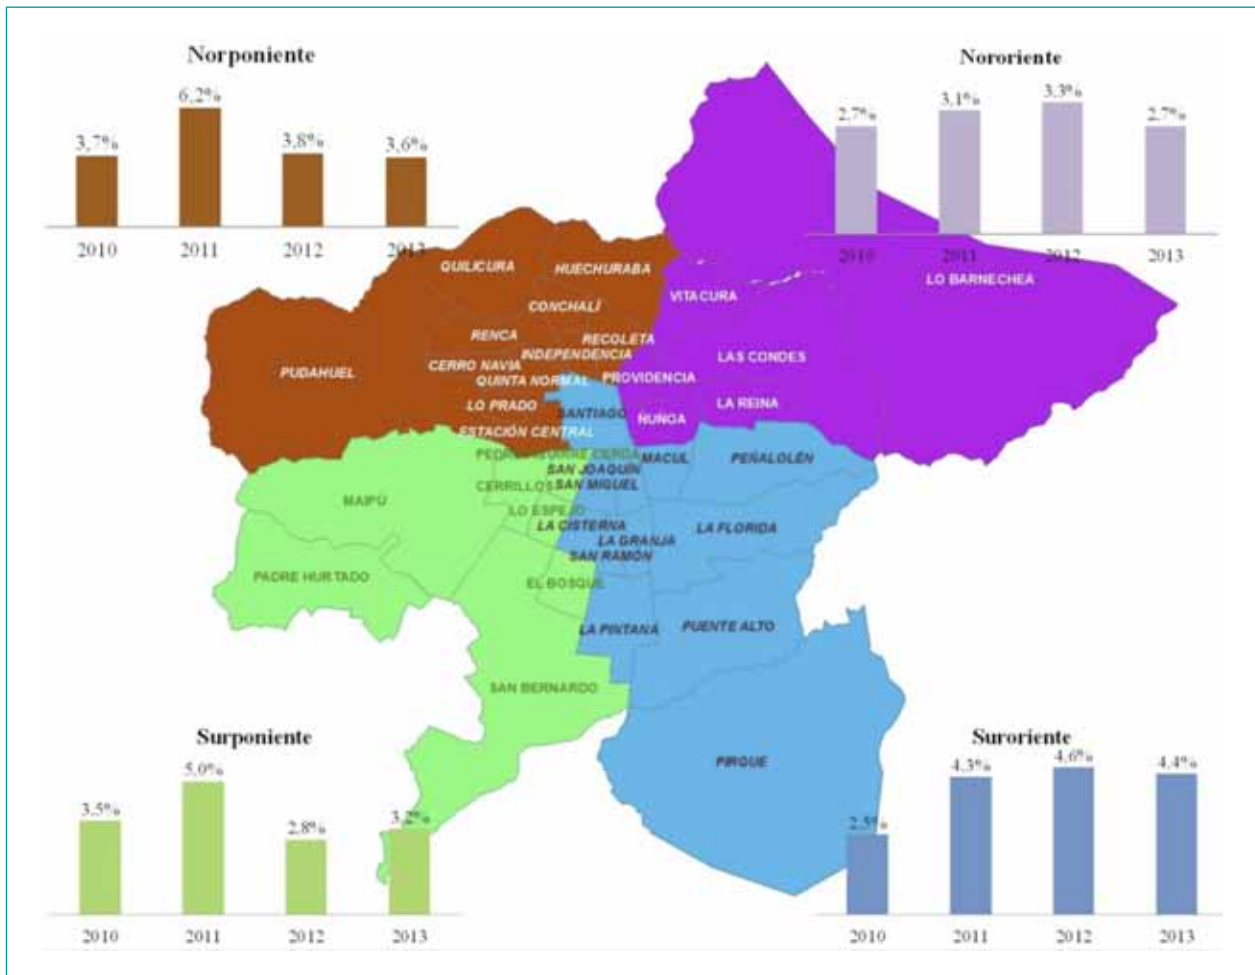 Norponiente
6,2%
3,7%
3,8%
3,6%
2010
2011
2012
2013
Nororiente
2.7%
3.1%
3.3%
2.7%
2010
2011
2012
2013
QUILICURA
HUECHURABA
LO BARNECHEA
VITACURA
CONCHALÍ
RENCA
RECOLETA
INDEPENDENCIA
LAS CONDES
CERRO NAVIA
PUDAHUEL
QUINTA NORMAL
PROVIDENCIA
LO PRADO
SANTIAGO
LA REINA
ÑUÑOA
ESTACIÓN CENTRAL
PEDRO AGUIRRE CERDA
MACUL
PEÑALOLÉN
SAN JOAQUÍN
CERRILLOS
SAN MIGUEL
MAIPÚ
LO ESPEJO
LA CISTERNA
LA FLORIDA
LA GRANJA
SAN RAMÓN
PADRE HURTADO
EL BOSQUE
LA PINTANA
PUENTE ALTO
SAN BERNARDO
PIRQUE
Surponiente
3.5%
5.0%
2.8%
3.2%
2010
2011
2012
2013
Suroriente
2.5%
4.3%
4.6%
4.4%
2010
2011
2012
2013